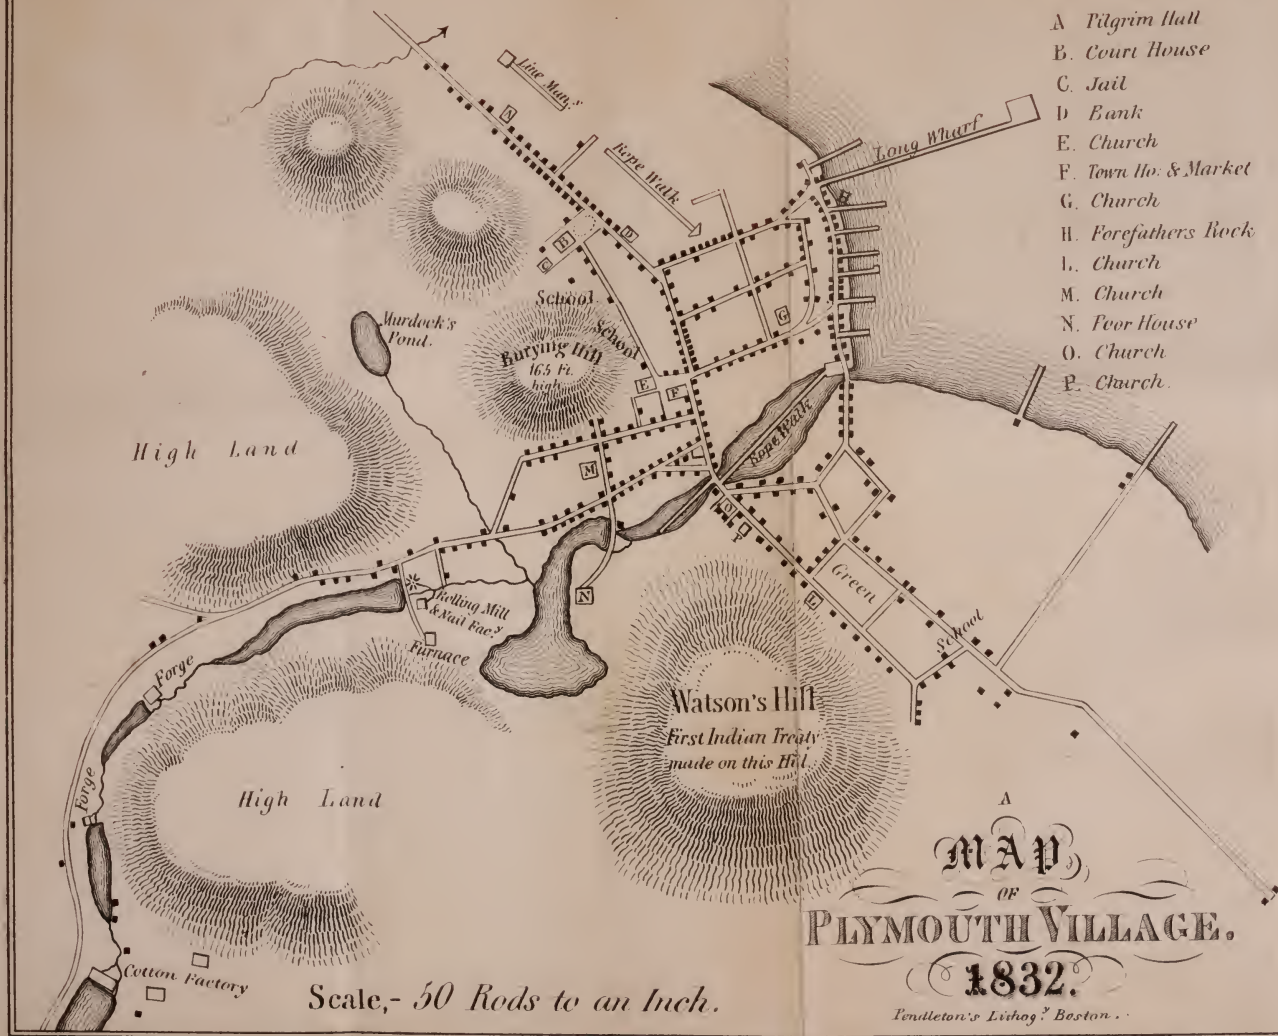 A Pilgrim Hall
B. Court House
C. Jail
D Bank
E. Church
F. Town Ho: & Market
G. Church
H. Forefathers Rock
L. Church
M. Church
N. Poor House
O. Church
P. Church.
Line Man.s
A
Rope Walk
Long Wharf
H
B
C
D
School
School
Burying Hill
165 Ft.
high
Murdock's
Pond.
G
E
F
Rope Walk
High Land
M
O
P
N
L
Green
School
Rolling Mill
& Nail Fac.y
Furnace
Forge
Forge
Watson's Hill
First Indian Treaty
made on this Hill
High Land
Cotton Factory
Scale,- 50 Rods to an Inch.
A
MAP
OF
PLYMOUTH VILLAGE.
1832.
Pendleton's Lithog.y Boston.